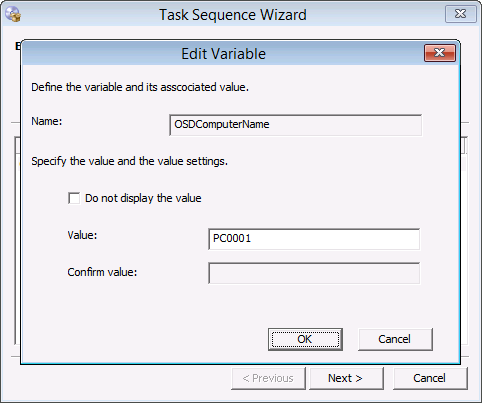 Task Sequence Wizard
Edit Variable
Define the variable and its asscociated value.
Name:
OSDComputerName
Specify the value and the value settings.
Do not display the value
Value:
PC0001
Confirm value:
OK
Cancel
< Previous
Next >
Cancel